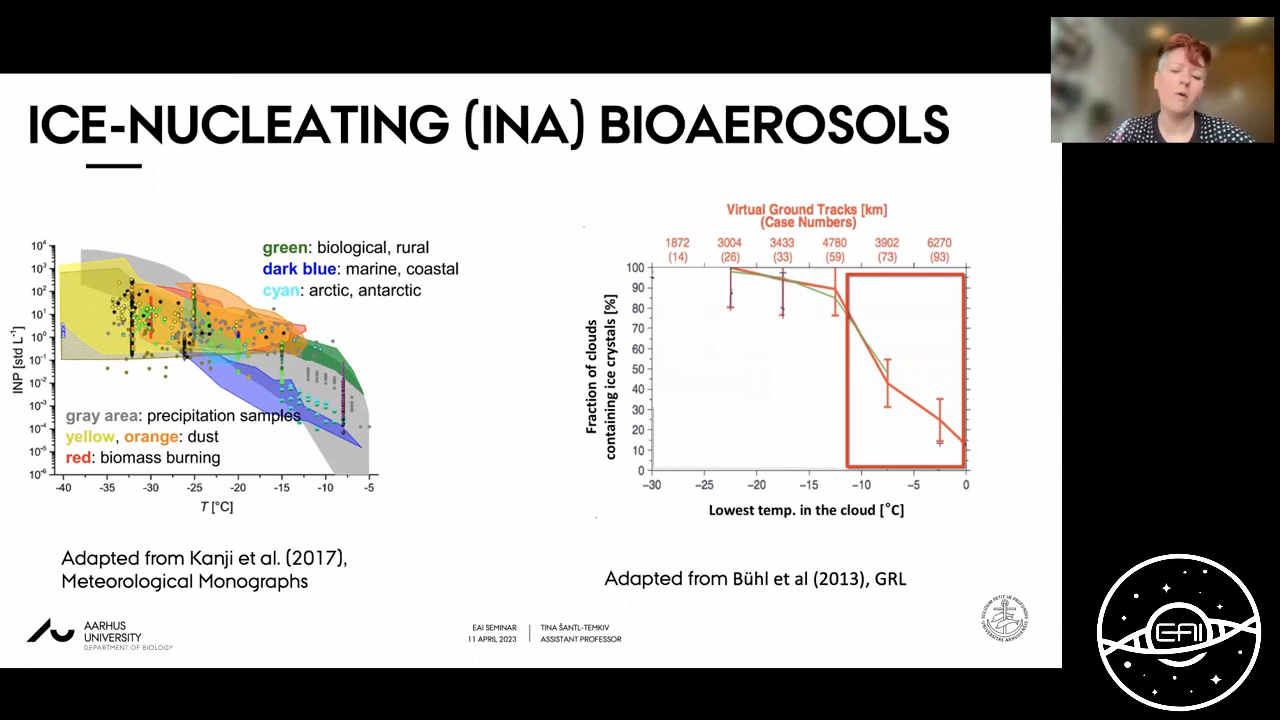 ICE-NUCLEATING (INA) BIOAEROSOLS
green: biological, rural
dark blue: marine, coastal
cyan: arctic, antarctic
10⁴
10³
10²
10¹
10⁰
10⁻¹
10⁻²
10⁻³
10⁻⁴
10⁻⁵
10⁻⁶
INP [std L⁻¹]
gray area: precipitation samples
yellow, orange: dust
red: biomass burning
-40 -35 -30 -25 -20 -15 -10 -5
T [°C]
Adapted from Kanji et al. (2017),
Meteorological Monographs
Virtual Ground Tracks [km]
(Case Numbers)
1872 3004 3433 4780 3902 6270
(14) (26) (33) (59) (73) (93)
100
90
80
70
60
50
40
30
20
10
0
Fraction of clouds
containing ice crystals [%]
−30 −25 −20 −15 −10 −5 0
Lowest temp. in the cloud [°C]
Adapted from Bühl et al (2013), GRL
AARHUS
UNIVERSITY
DEPARTMENT OF BIOLOGY
EAI SEMINAR
11 APRIL 2023
TINA ŠANTL-TEMKIV
ASSISTANT PROFESSOR
EAI